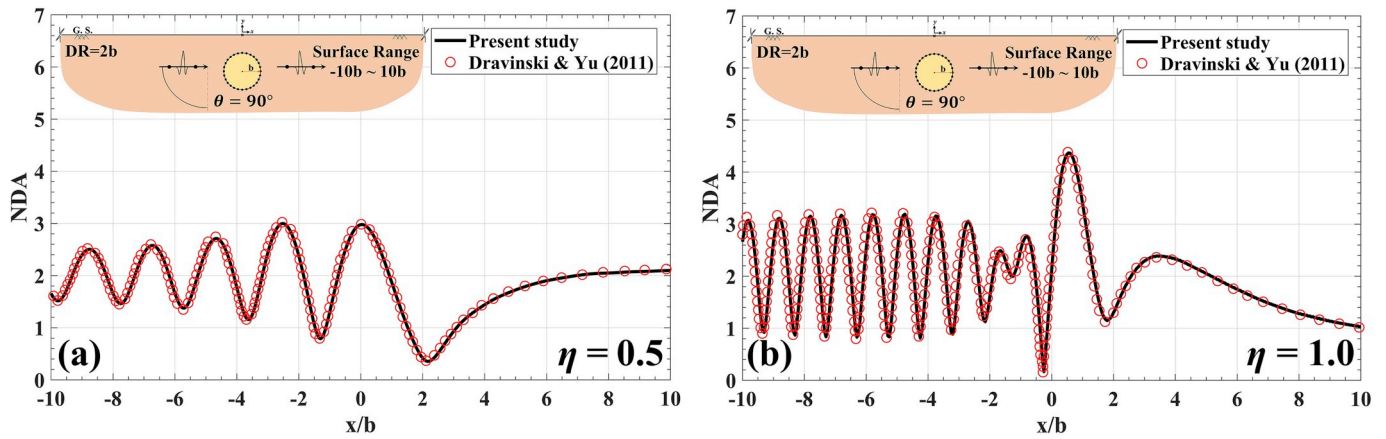 7
6
5
4
3
2
1
0
NDA
G. S.
y
x
DR=2b
b
Surface Range
-10b ~ 10b
θ = 90°
Present study
Dravinski & Yu (2011)
(a)
η = 0.5
-10 -8 -6 -4 -2 0 2 4 6 8 10
x/b
7
6
5
4
3
2
1
0
NDA
G. S.
y
x
DR=2b
b
Surface Range
-10b ~ 10b
θ = 90°
Present study
Dravinski & Yu (2011)
(b)
η = 1.0
-10 -8 -6 -4 -2 0 2 4 6 8 10
x/b